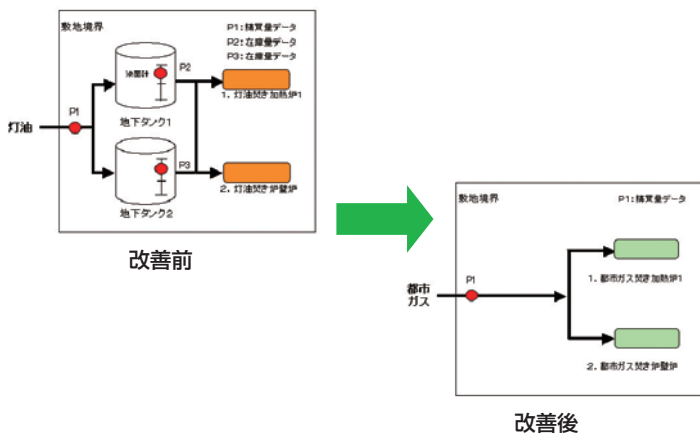 敷地境界
P1:購買量データ
P2:在庫量データ
P3:在庫量データ
油面計
P2
1. 灯油焚き加熱炉1
P1
灯油
地下タンク1
P3
2. 灯油焚き炉壁炉
地下タンク2
改善前
敷地境界
P1:購買量データ
都市
ガス
P1
1. 都市ガス焚き加熱炉1
2. 都市ガス焚き炉壁炉
改善後